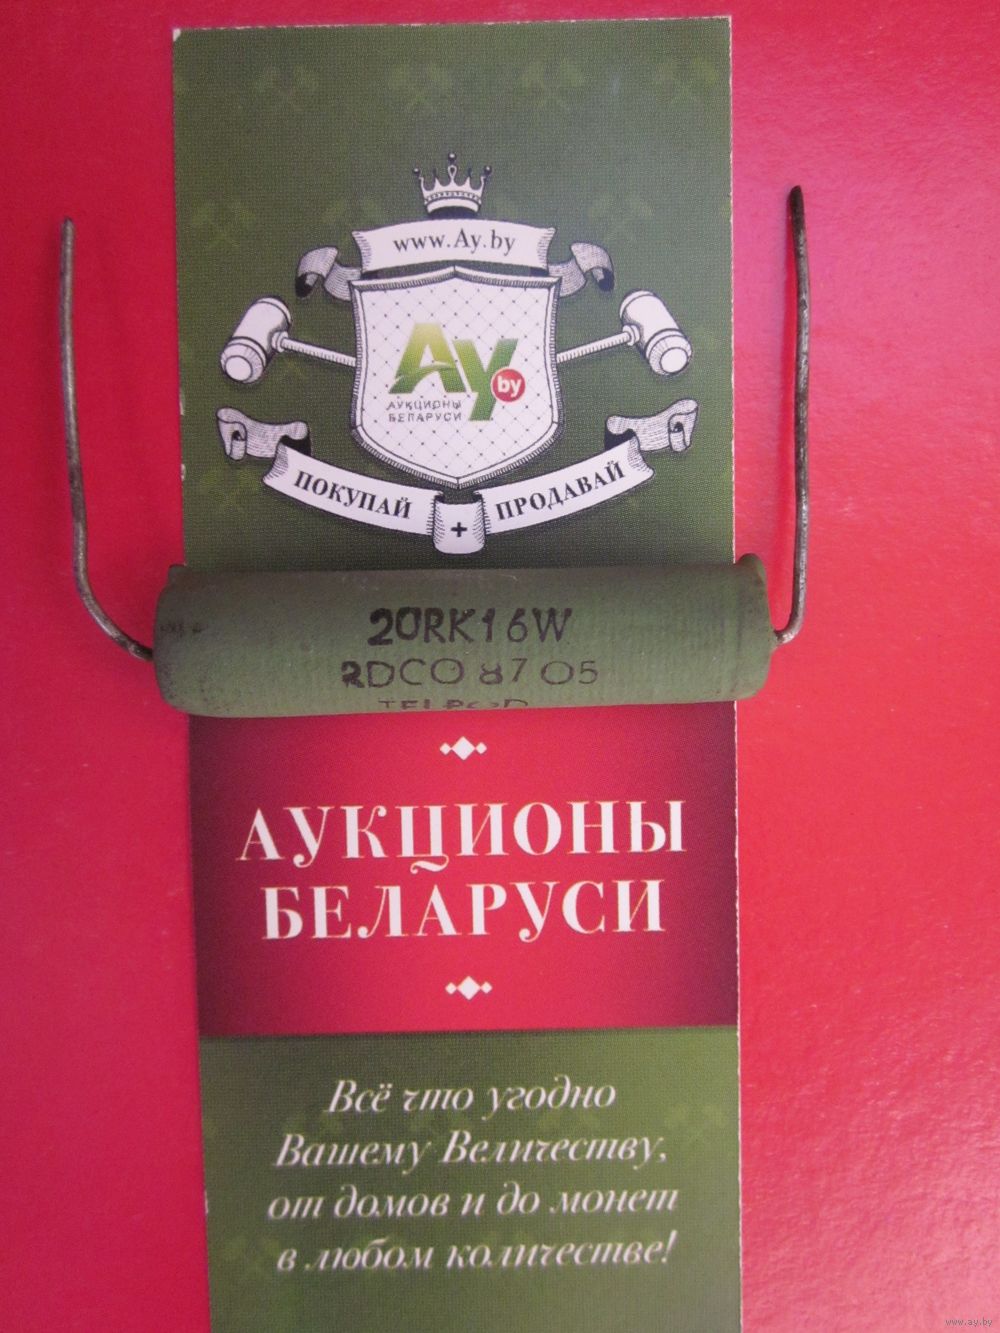 www.Ay.by
Ay by
АУКЦИОНЫ
БЕЛАРУСИ
ПОКУПАЙ + ПРОДАВАЙ
20RK16W
RDCO 87 05
TELPOD
АУКЦИОНЫ
БЕЛАРУСИ
Всё что угодно
Вашему Величеству,
от домов и до монет
в любом количестве!
www.ay.by